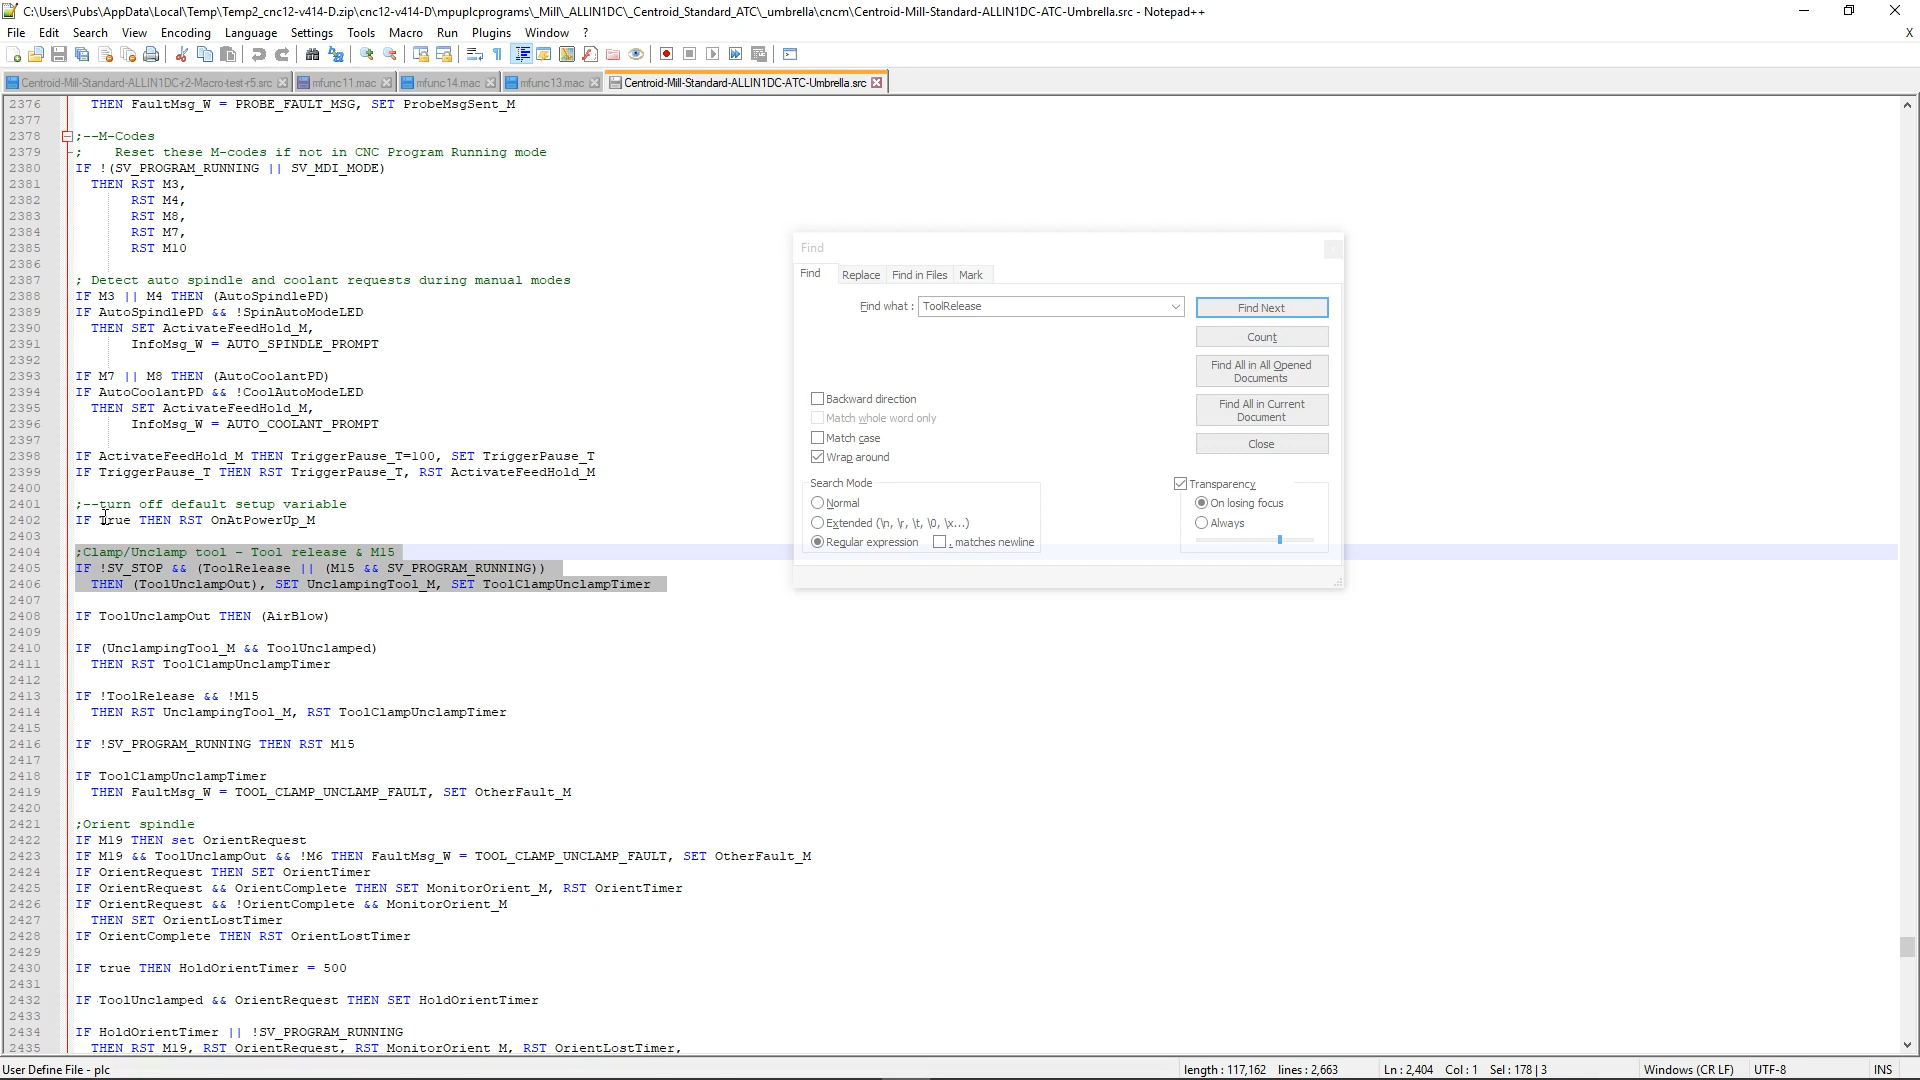 C:\Users\Pubs\AppData\Local\Temp\Temp2_cnc12-v414-D.zip\cnc12-v414-D\mpuplcprograms\_Mill\_ALLIN1DC\_Centroid_Standard_ATC\_umbrella\cncm\Centroid-Mill-Standard-ALLIN1DC-ATC-Umbrella.src - Notepad++
File Edit Search View Encoding Language Settings Tools Macro Run Plugins Window ? X
Centroid-Mill-Standard-ALLIN1DC-r2-Macro-test-r5.src mfunc11.mac mfunc14.mac mfunc13.mac Centroid-Mill-Standard-ALLIN1DC-ATC-Umbrella.src
2376 THEN FaultMsg_W = PROBE_FAULT_MSG, SET ProbeMsgSent_M
2377
2378 ;--M-Codes
2379 ; Reset these M-codes if not in CNC Program Running mode
2380 IF !(SV_PROGRAM_RUNNING || SV_MDI_MODE)
2381 THEN RST M3,
2382 RST M4,
2383 RST M8,
2384 RST M7,
2385 RST M10
2386
2387 ; Detect auto spindle and coolant requests during manual modes
2388 IF M3 || M4 THEN (AutoSpindlePD)
2389 IF AutoSpindlePD && !SpinAutoModeLED
2390 THEN SET ActivateFeedHold_M,
2391 InfoMsg_W = AUTO_SPINDLE_PROMPT
2392
2393 IF M7 || M8 THEN (AutoCoolantPD)
2394 IF AutoCoolantPD && !CoolAutoModeLED
2395 THEN SET ActivateFeedHold_M,
2396 InfoMsg_W = AUTO_COOLANT_PROMPT
2397
2398 IF ActivateFeedHold_M THEN TriggerPause_T=100, SET TriggerPause_T
2399 IF TriggerPause_T THEN RST TriggerPause_T, RST ActivateFeedHold_M
2400
2401 ;--turn off default setup variable
2402 IF True THEN RST OnAtPowerUp_M
2403
2404 ;Clamp/Unclamp tool - Tool release & M15
2405 IF !SV_STOP && (ToolRelease || (M15 && SV_PROGRAM_RUNNING))
2406 THEN (ToolUnclampOut), SET UnclampingTool_M, SET ToolClampUnclampTimer
2407
2408 IF ToolUnclampOut THEN (AirBlow)
2409
2410 IF (UnclampingTool_M && ToolUnclamped)
2411 THEN RST ToolClampUnclampTimer
2412
2413 IF !ToolRelease && !M15
2414 THEN RST UnclampingTool_M, RST ToolClampUnclampTimer
2415
2416 IF !SV_PROGRAM_RUNNING THEN RST M15
2417
2418 IF ToolClampUnclampTimer
2419 THEN FaultMsg_W = TOOL_CLAMP_UNCLAMP_FAULT, SET OtherFault_M
2420
2421 ;Orient spindle
2422 IF M19 THEN set OrientRequest
2423 IF M19 && ToolUnclampOut && !M6 THEN FaultMsg_W = TOOL_CLAMP_UNCLAMP_FAULT, SET OtherFault_M
2424 IF OrientRequest THEN SET OrientTimer
2425 IF OrientRequest && OrientComplete THEN SET MonitorOrient_M, RST OrientTimer
2426 IF OrientRequest && !OrientComplete && MonitorOrient_M
2427 THEN SET OrientLostTimer
2428 IF OrientComplete THEN RST OrientLostTimer
2429
2430 IF true THEN HoldOrientTimer = 500
2431
2432 IF ToolUnclamped && OrientRequest THEN SET HoldOrientTimer
2433
2434 IF HoldOrientTimer || !SV_PROGRAM_RUNNING
2435 THEN RST M19, RST OrientRequest, RST MonitorOrient_M, RST OrientLostTimer,
Find
Find Replace Find in Files Mark
Find what : ToolRelease Find Next
Count
Find All in All Opened Documents
Backward direction
Find All in Current Document
Match whole word only
Match case
Close
Wrap around
Search Mode
Transparency
Normal
On losing focus
Extended (\n, \r, \t, \0, \x...)
Always
Regular expression . matches newline
User Define File - plc length : 117,162 lines : 2,663 Ln : 2,404 Col : 1 Sel : 178 | 3 Windows (CR LF) UTF-8 INS